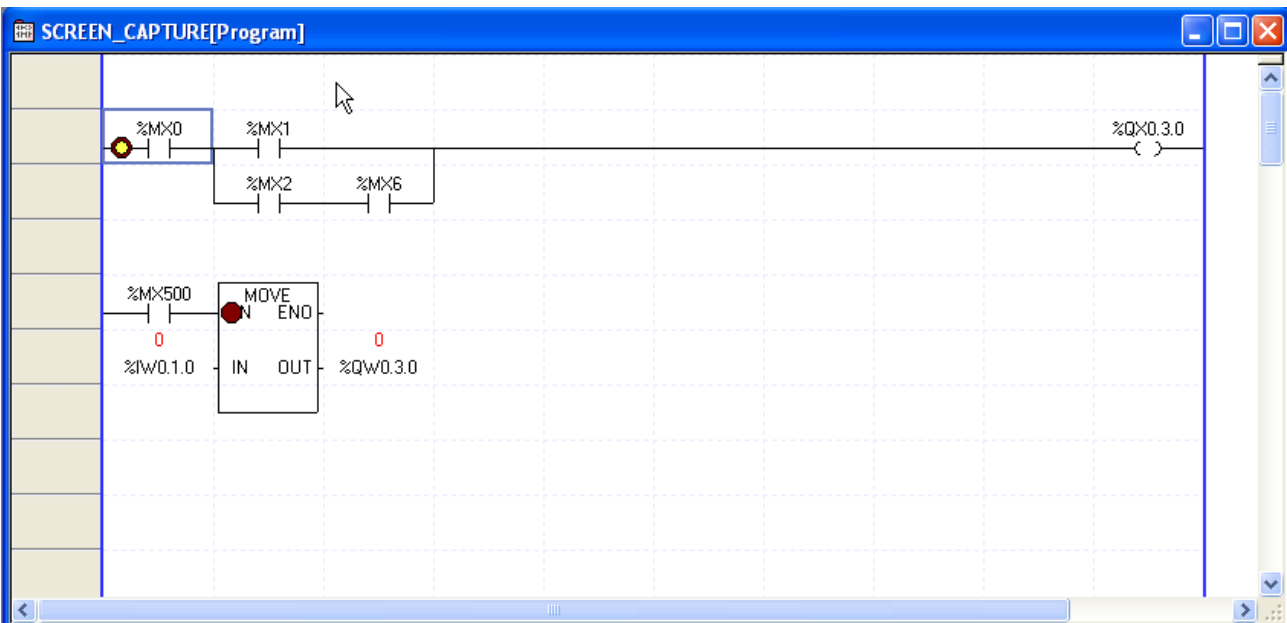 SCREEN_CAPTURE[Program]
%MX0 %MX1 %QX0.3.0
%MX2 %MX6
%MX500 MOVE
N ENO
0 0
%IW0.1.0 IN OUT %QW0.3.0